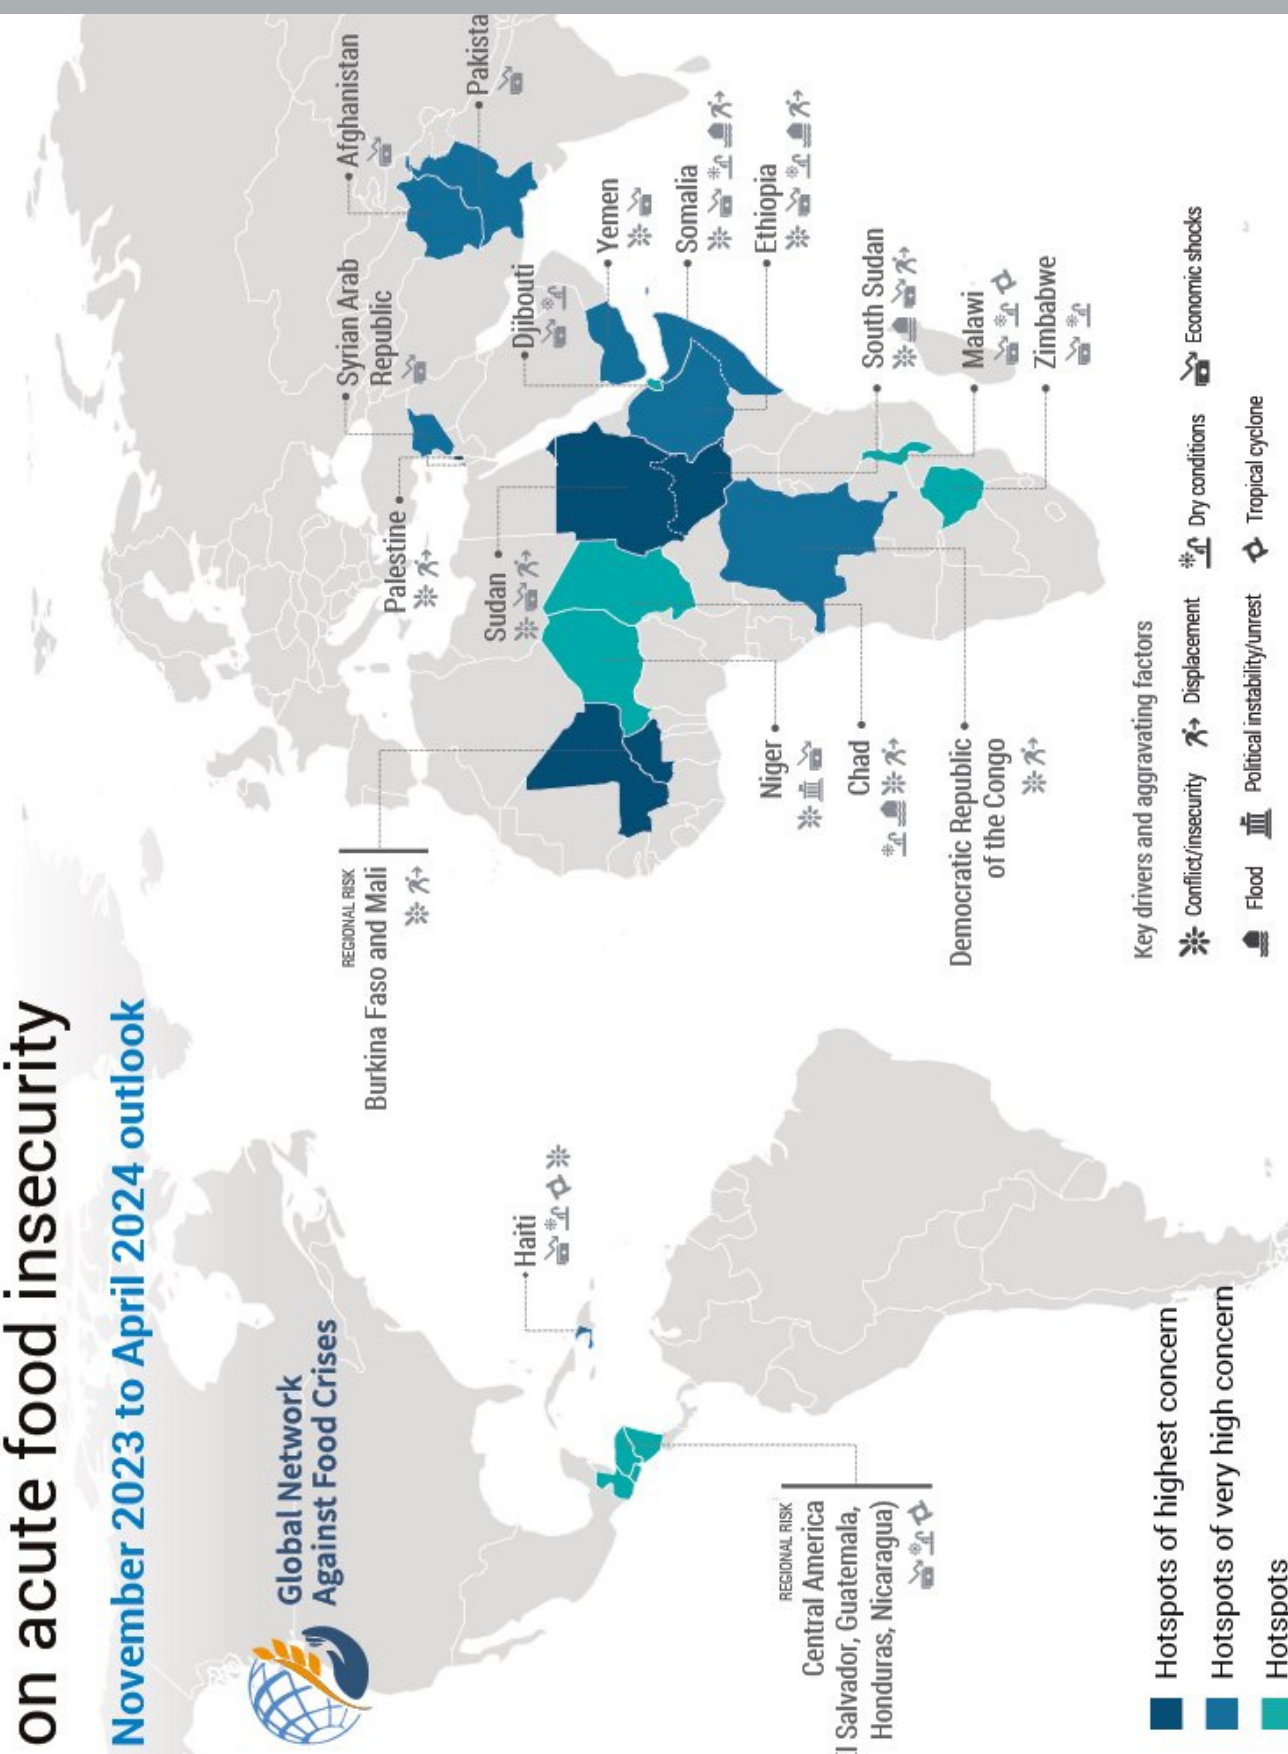 on acute food insecurity
November 2023 to April 2024 outlook
Global Network
Against Food Crises
REGIONAL RISK
Burkina Faso and Mali
Palestine
Syrian Arab
Republic
Afghanistan
Pakista
Sudan
Djibouti
Yemen
Somalia
Ethiopia
South Sudan
Malawi
Zimbabwe
Haiti
Niger
Chad
Democratic Republic
of the Congo
REGIONAL RISK
Central America
El Salvador, Guatemala,
Honduras, Nicaragua)
Hotspots of highest concern
Hotspots of very high concern
Hotspots
Key drivers and aggravating factors
Conflict/insecurity Displacement Dry conditions Economic shocks
Flood Political instability/unrest Tropical cyclone